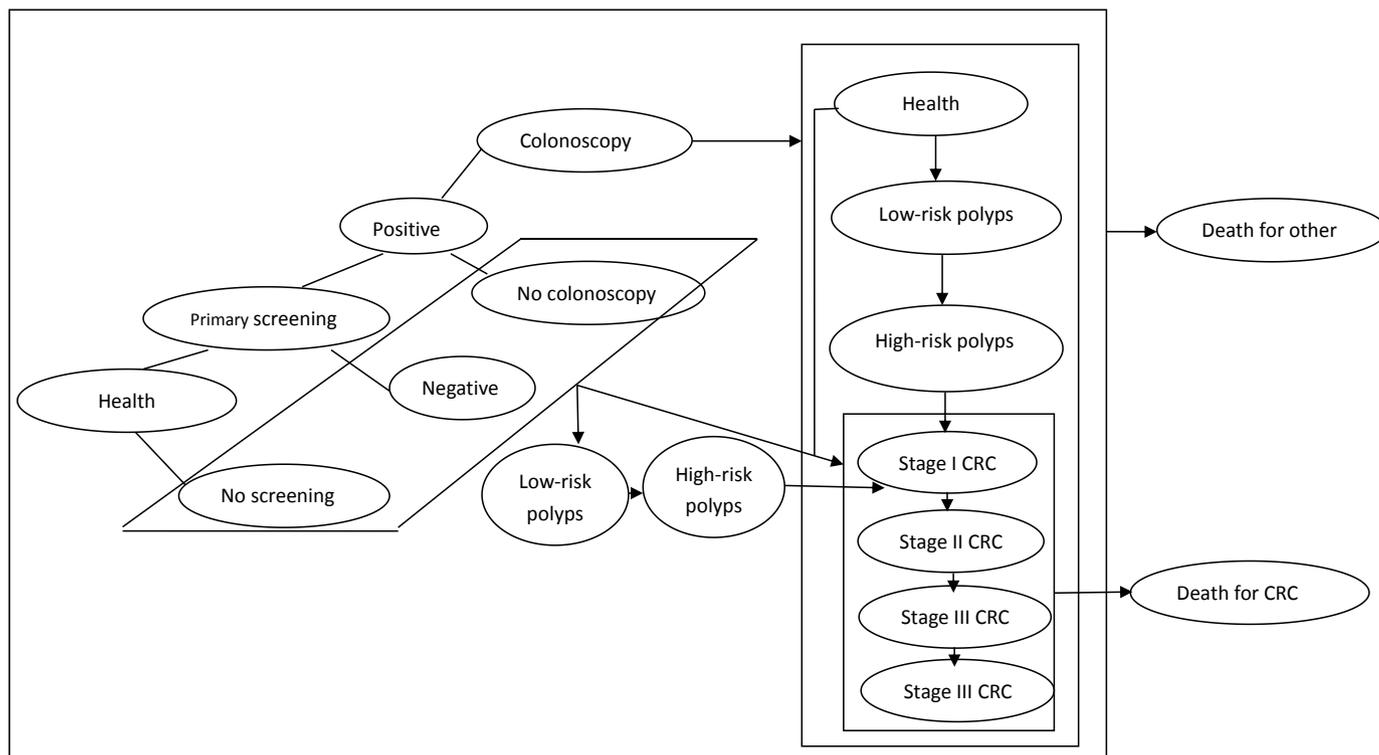 Health
Colonoscopy
Low-risk polyps
Positive
Death for other
No colonoscopy
Primary screening
High-risk polyps
Negative
Health
Stage I CRC
Low-risk
polyps
High-risk
polyps
No screening
Stage II CRC
Death for CRC
Stage III CRC
Stage III CRC